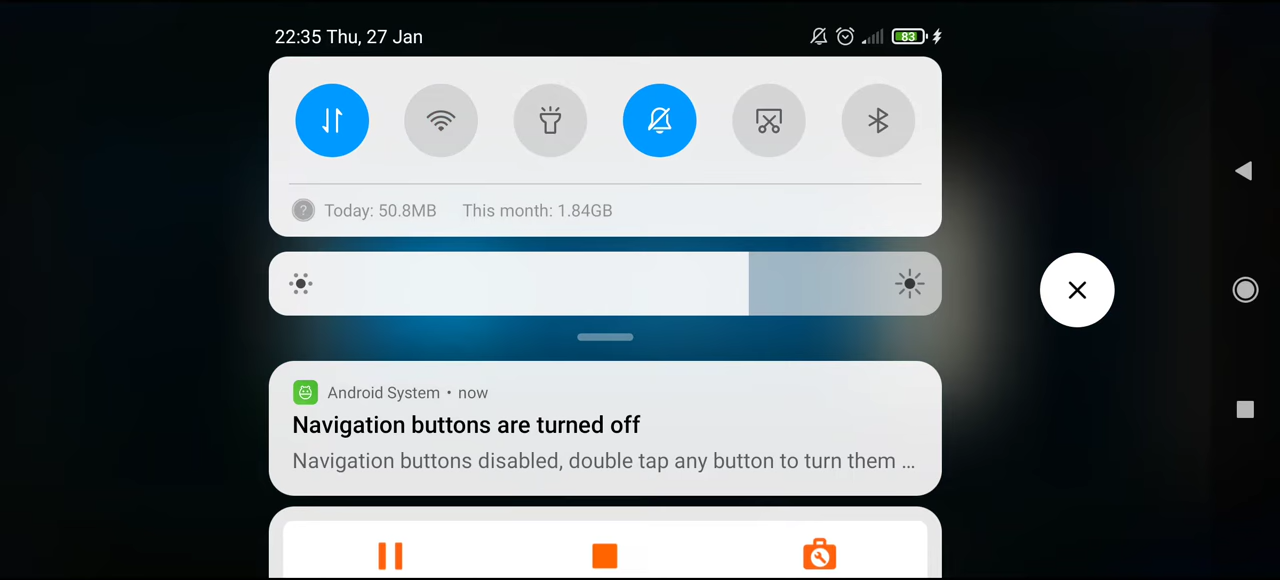 22:35 Thu, 27 Jan
83
Today: 50.8MB This month: 1.84GB
Android System • now
Navigation buttons are turned off
Navigation buttons disabled, double tap any button to turn them ...